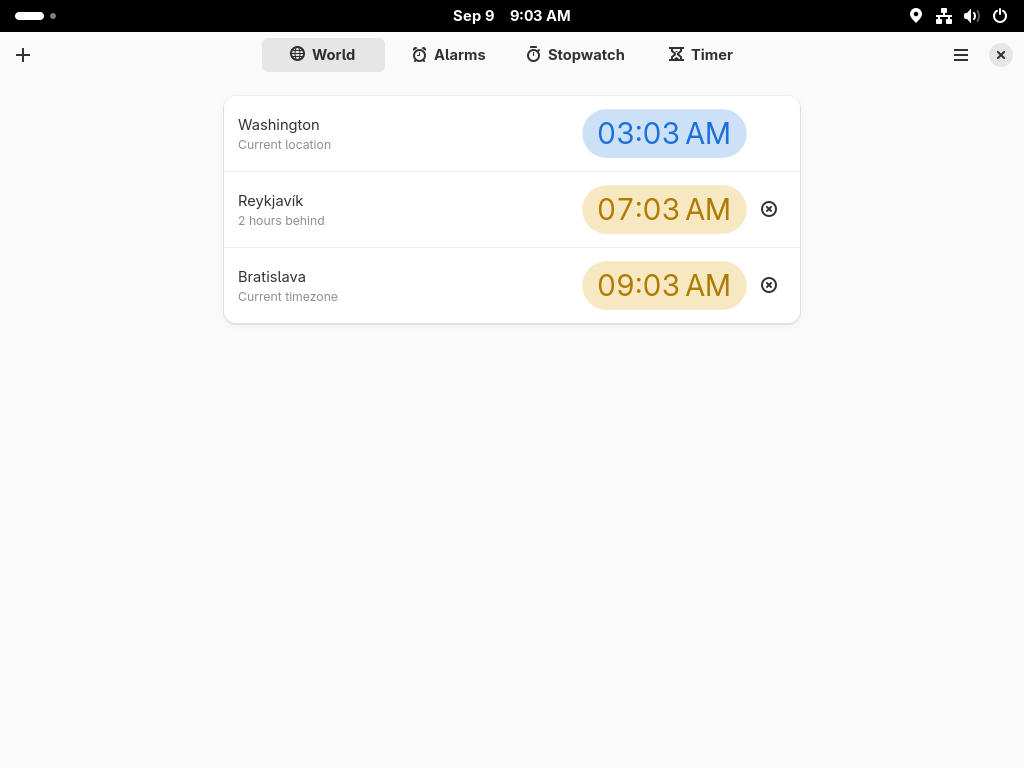 Sep 9 9:03 AM
World Alarms Stopwatch Timer
Washington
Current location
03:03 AM
Reykjavík
2 hours behind
07:03 AM
Bratislava
Current timezone
09:03 AM